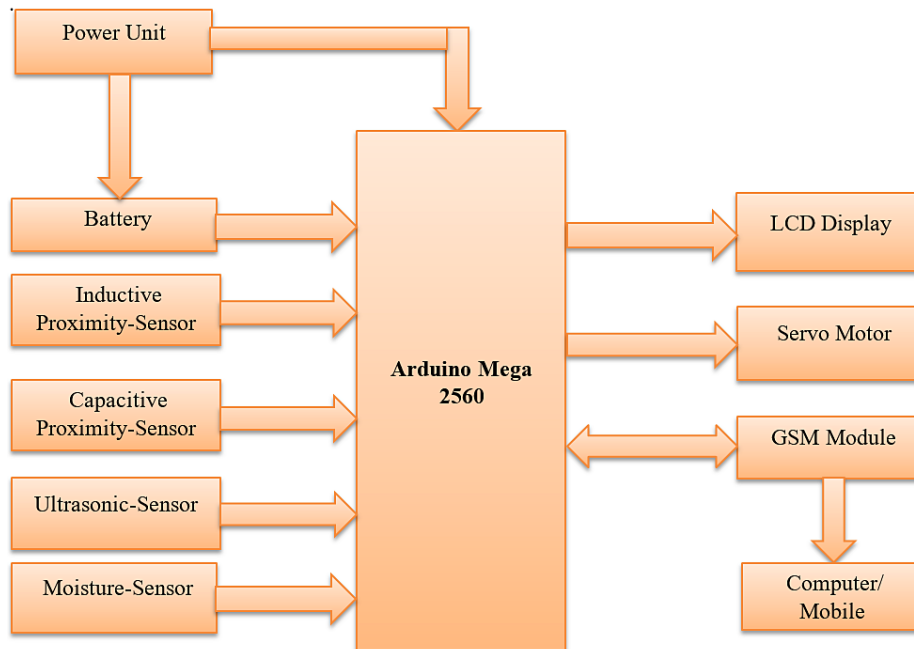 Power Unit
Battery
Inductive
Proximity-Sensor
Capacitive
Proximity-Sensor
Ultrasonic-Sensor
Moisture-Sensor
Arduino Mega
2560
LCD Display
Servo Motor
GSM Module
Computer/
Mobile